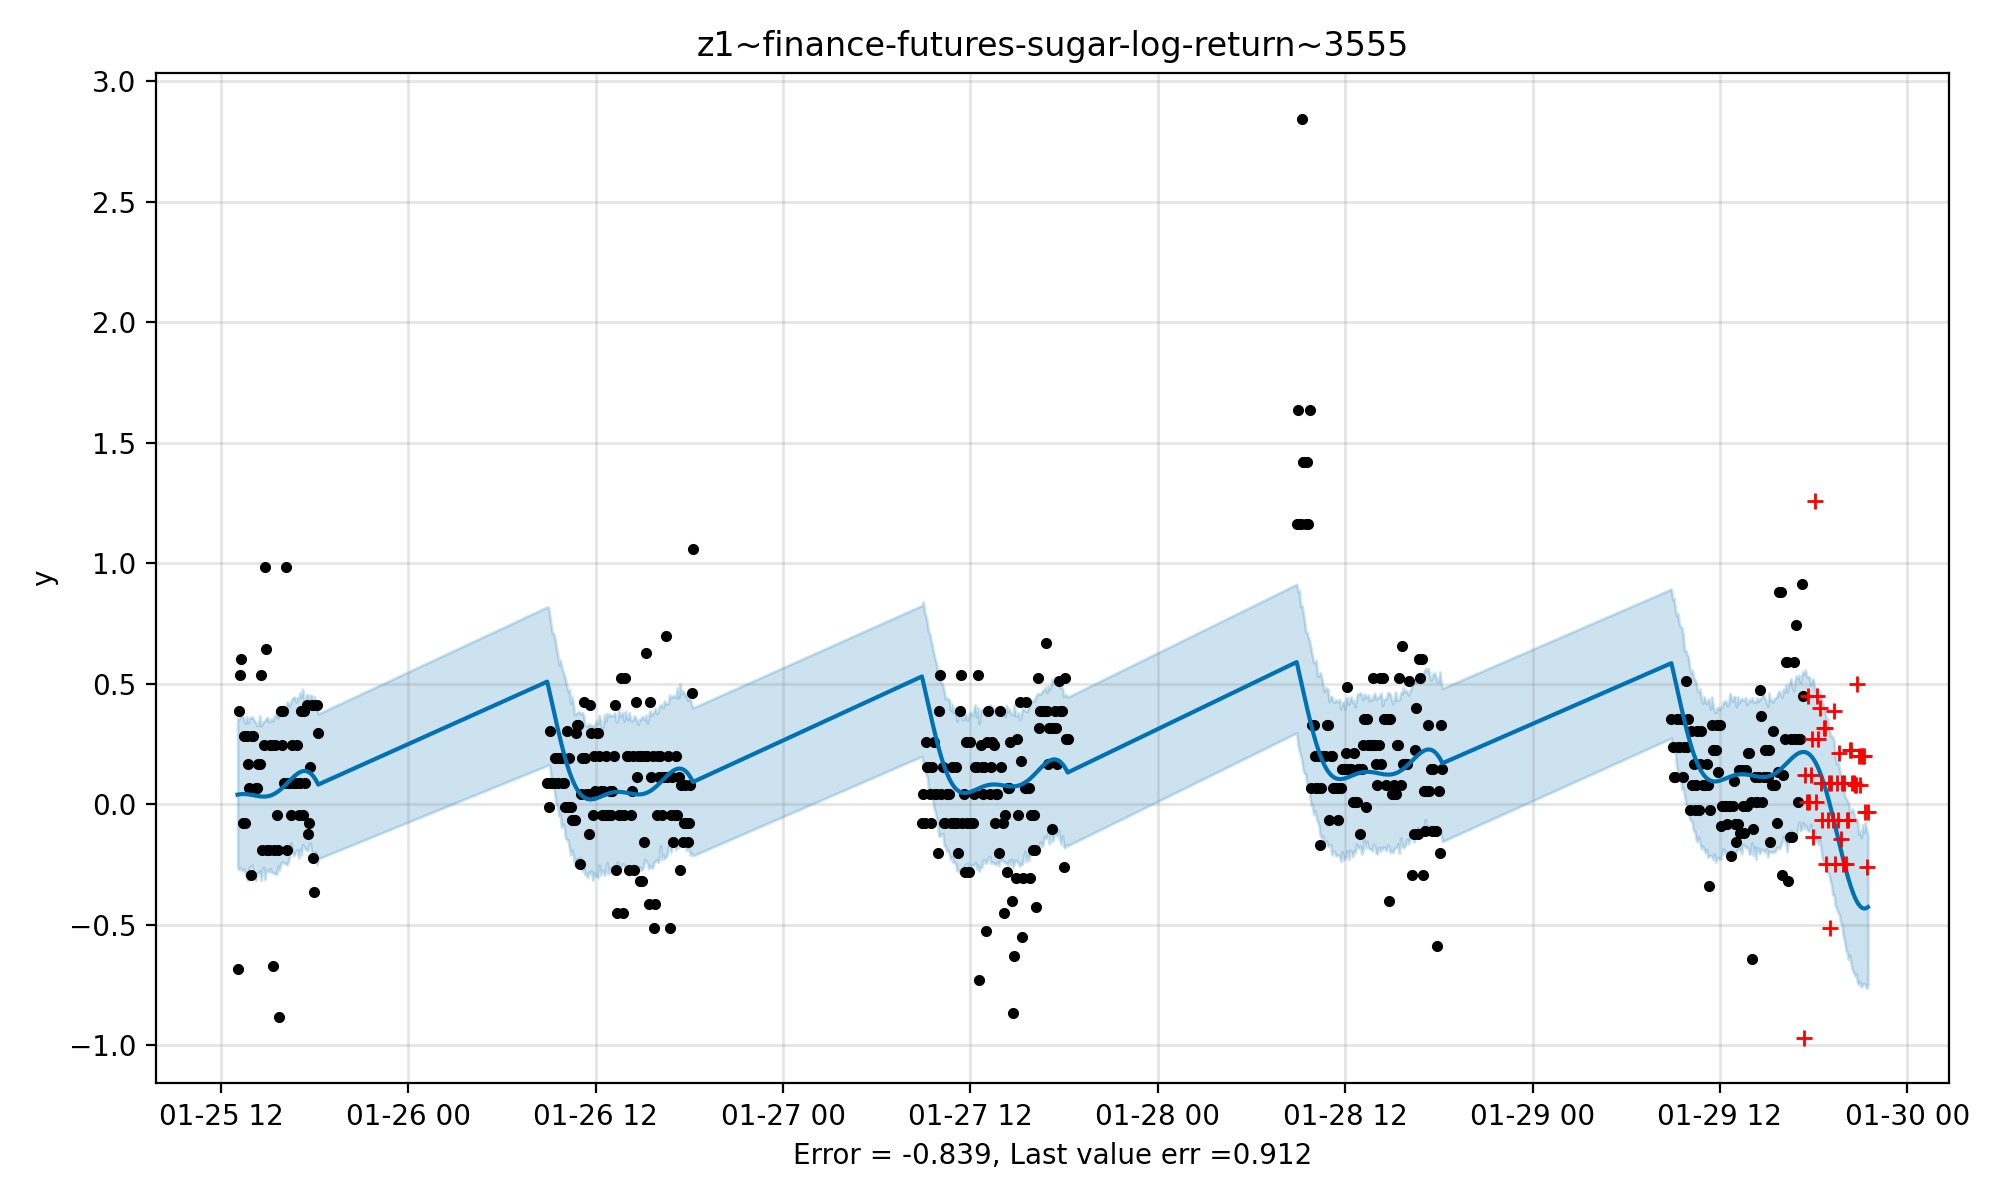 z1~finance-futures-sugar-log-return~3555
3.0
2.5
2.0
1.5
1.0
0.5
0.0
−0.5
−1.0
y
01-25 12 01-26 00 01-26 12 01-27 00 01-27 12 01-28 00 01-28 12 01-29 00 01-29 12 01-30 00
Error = -0.839, Last value err =0.912